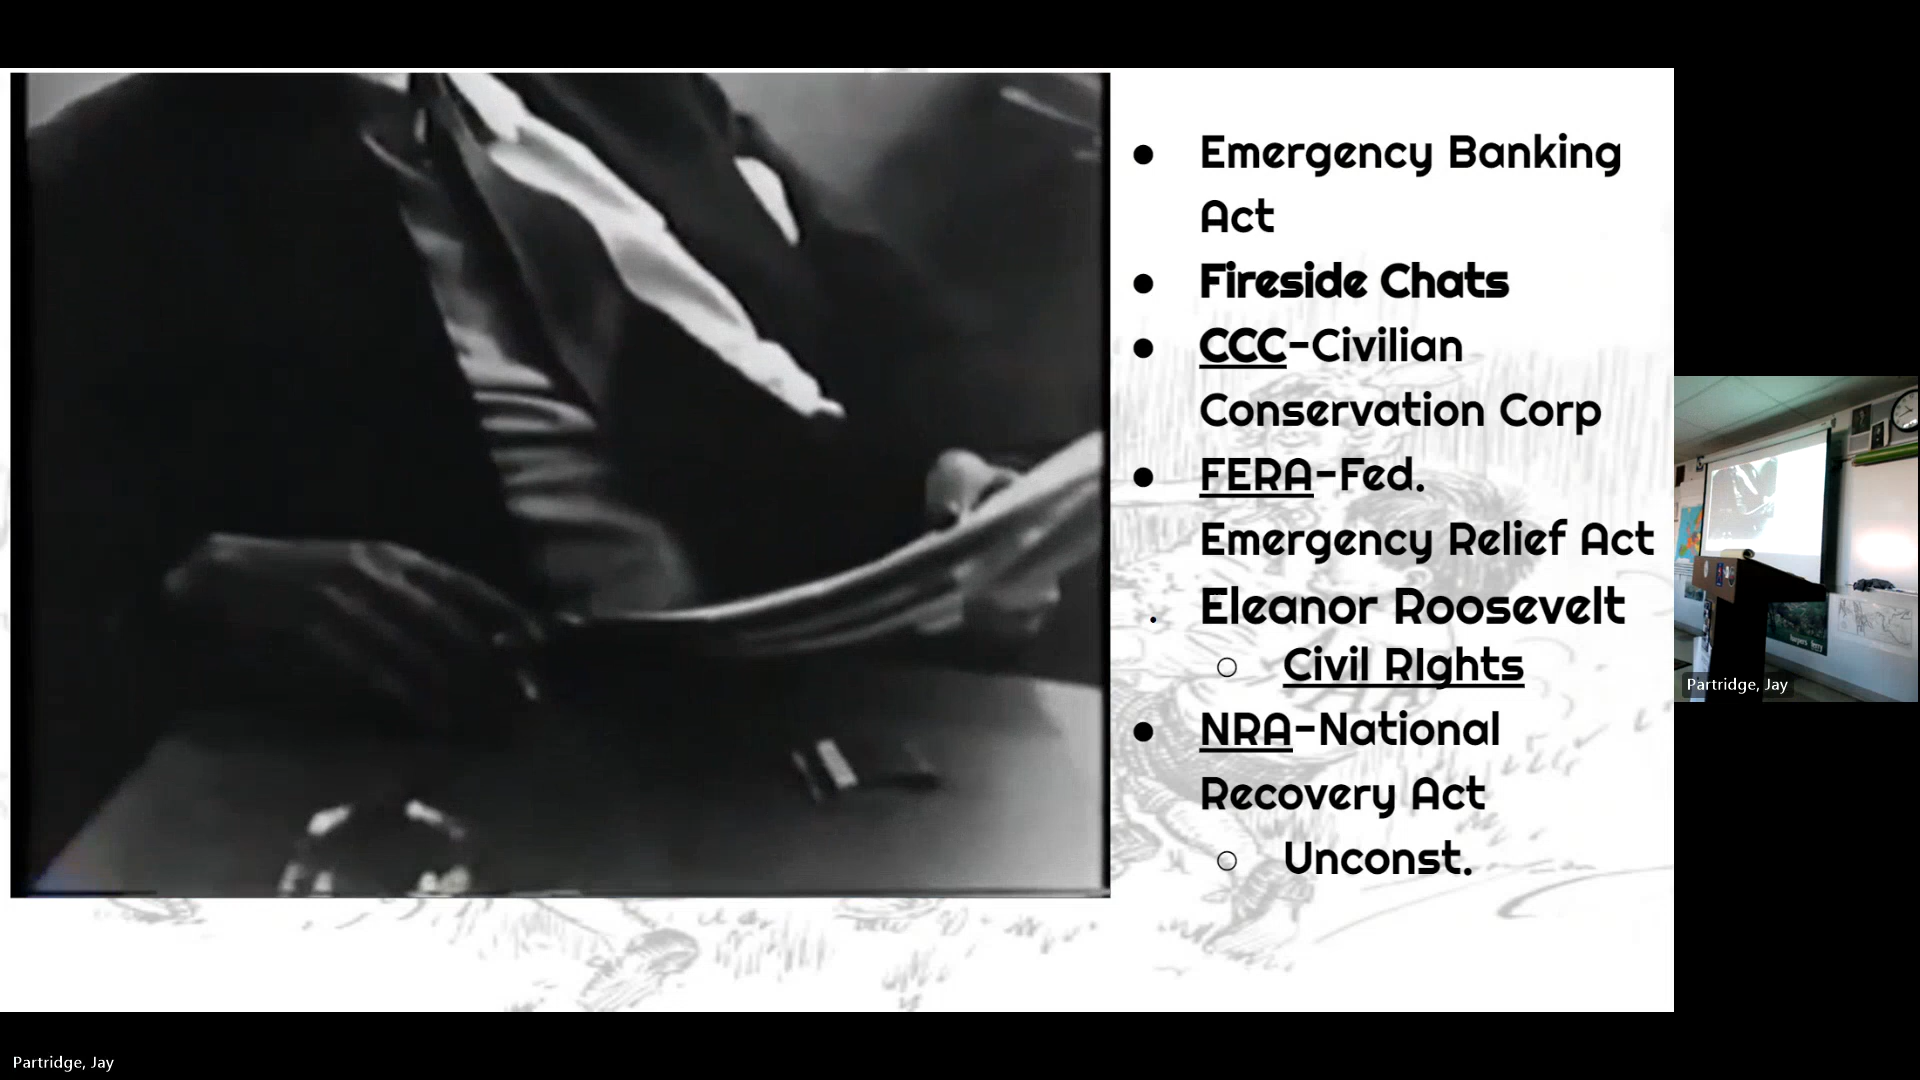 Emergency Banking
Act
Fireside Chats
CCC-Civilian
Conservation Corp
FERA-Fed.
Emergency Relief Act
Eleanor Roosevelt
Civil RIghts
NRA-National
Recovery Act
Unconst.
Partridge, Jay
Partridge, Jay